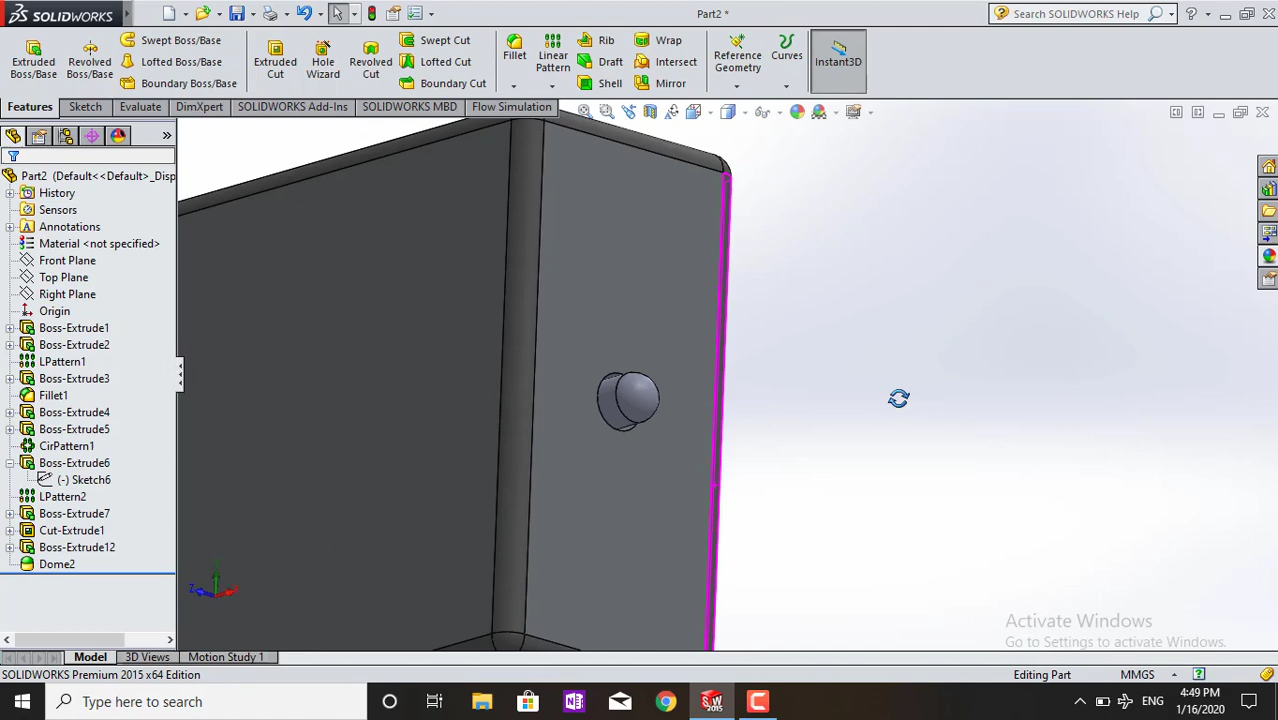 SOLIDWORKS
Part2 *
Search SOLIDWORKS Help
Extruded Boss/Base
Revolved Boss/Base
Swept Boss/Base
Lofted Boss/Base
Boundary Boss/Base
Extruded Cut
Hole Wizard
Revolved Cut
Swept Cut
Lofted Cut
Boundary Cut
Fillet
Linear Pattern
Rib
Draft
Shell
Wrap
Intersect
Mirror
Reference Geometry
Curves
Instant3D
Features
Sketch
Evaluate
DimXpert
SOLIDWORKS Add-Ins
SOLIDWORKS MBD
Flow Simulation
Part2 (Default<<Default>_Disp
History
Sensors
Annotations
Material <not specified>
Front Plane
Top Plane
Right Plane
Origin
Boss-Extrude1
Boss-Extrude2
LPattern1
Boss-Extrude3
Fillet1
Boss-Extrude4
Boss-Extrude5
CirPattern1
Boss-Extrude6
(-) Sketch6
LPattern2
Boss-Extrude7
Cut-Extrude1
Boss-Extrude12
Dome2
Activate Windows
Go to Settings to activate Windows.
Model
3D Views
Motion Study 1
SOLIDWORKS Premium 2015 x64 Edition
Editing Part
MMGS
Type here to search
ENG
4:49 PM
1/16/2020